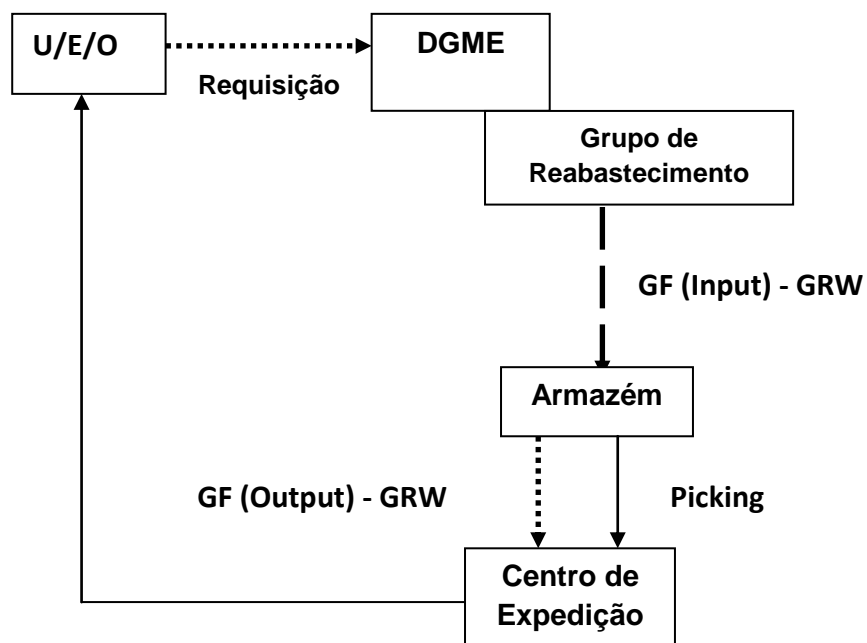 U/E/O
DGME
Requisição
Grupo de
Reabastecimento
GF (Input) - GRW
Armazém
GF (Output) - GRW
Picking
Centro de
Expedição